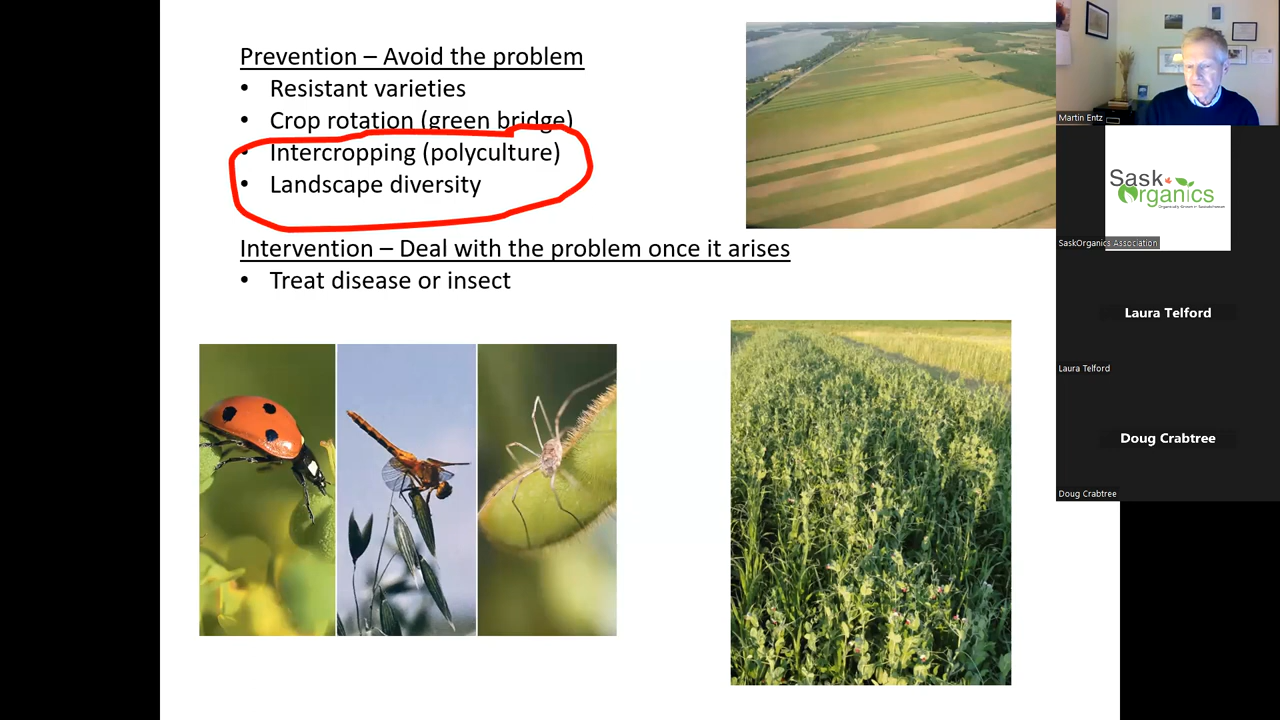 Prevention – Avoid the problem
• Resistant varieties
• Crop rotation (green bridge)
• Intercropping (polyculture)
• Landscape diversity
Intervention – Deal with the problem once it arises
• Treat disease or insect
Martin Entz
Sask
Organics
SaskOrganics Association
Laura Telford
Laura Telford
Doug Crabtree
Doug Crabtree